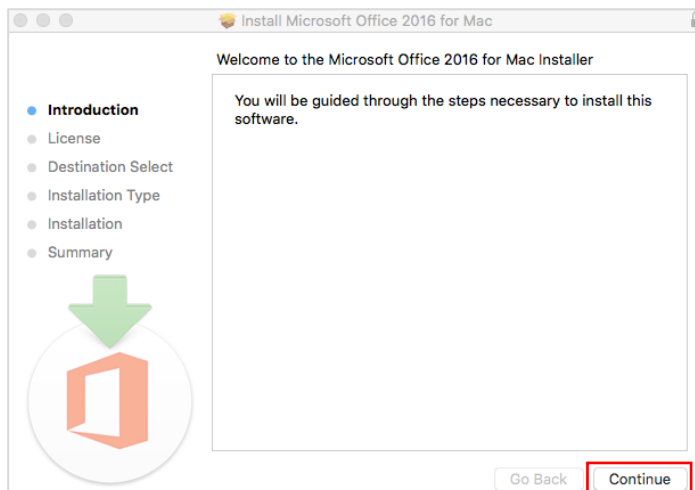 Install Microsoft Office 2016 for Mac
Welcome to the Microsoft Office 2016 for Mac Installer
Introduction
License
Destination Select
Installation Type
Installation
Summary
You will be guided through the steps necessary to install this
software.
Go Back
Continue